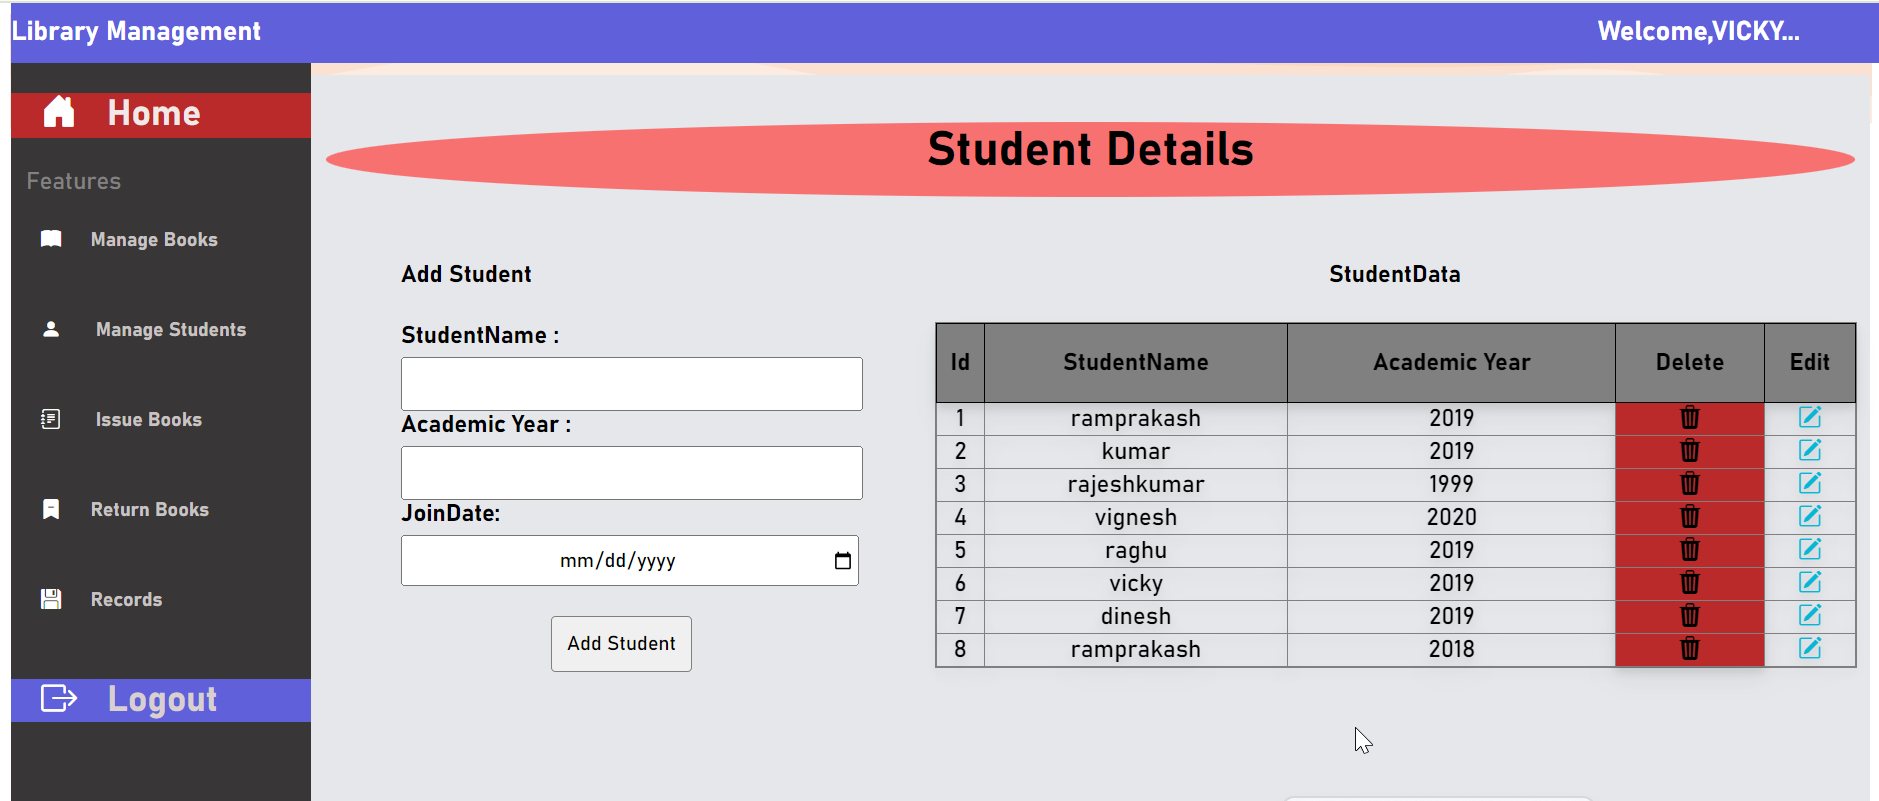 Library Management
Welcome,VICKY...
Home
Features
Manage Books
Manage Students
Issue Books
Return Books
Records
Logout
Student Details
Add Student
StudentName :
Academic Year :
JoinDate:
mm/dd/yyyy
Add Student
StudentData
Id StudentName Academic Year Delete Edit
1 ramprakash 2019
2 kumar 2019
3 rajeshkumar 1999
4 vignesh 2020
5 raghu 2019
6 vicky 2019
7 dinesh 2019
8 ramprakash 2018